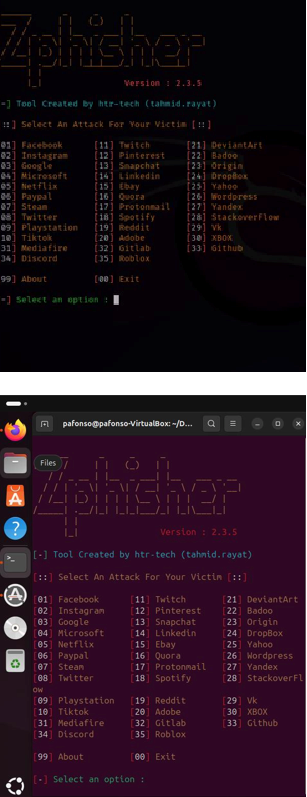 Version : 2.3.5
[-] Tool Created by htr-tech (tahmid.rayat)
[::] Select An Attack For Your Victim [::]
01] Facebook [11] Twitch [21] DeviantArt
02] Instagram [12] Pinterest [22] Badoo
03] Google [13] Snapchat [23] Origin
04] Microsoft [14] Linkedin [24] DropBox
05] Netflix [15] Ebay [25] Yahoo
06] Paypal [16] Quora [26] Wordpress
07] Steam [17] Protonmail [27] Yandex
08] Twitter [18] Spotify [28] StackoverFlow
09] Playstation [19] Reddit [29] Vk
10] Tiktok [20] Adobe [30] XBOX
31] Mediafire [32] Gitlab [33] Github
34] Discord [35] Roblox
99] About [00] Exit
[-] Select an option :
pafonso@pafonso-VirtualBox: ~/D...
Files
Version : 2.3.5
[-] Tool Created by htr-tech (tahmid.rayat)
[::] Select An Attack For Your Victim [::]
[01] Facebook [11] Twitch [21] DeviantArt
[02] Instagram [12] Pinterest [22] Badoo
[03] Google [13] Snapchat [23] Origin
[04] Microsoft [14] Linkedin [24] DropBox
[05] Netflix [15] Ebay [25] Yahoo
[06] Paypal [16] Quora [26] Wordpress
[07] Steam [17] Protonmail [27] Yandex
[08] Twitter [18] Spotify [28] StackoverFl
ow
[09] Playstation [19] Reddit [29] Vk
[10] Tiktok [20] Adobe [30] XBOX
[31] Mediafire [32] Gitlab [33] Github
[34] Discord [35] Roblox
[99] About [00] Exit
[-] Select an option :